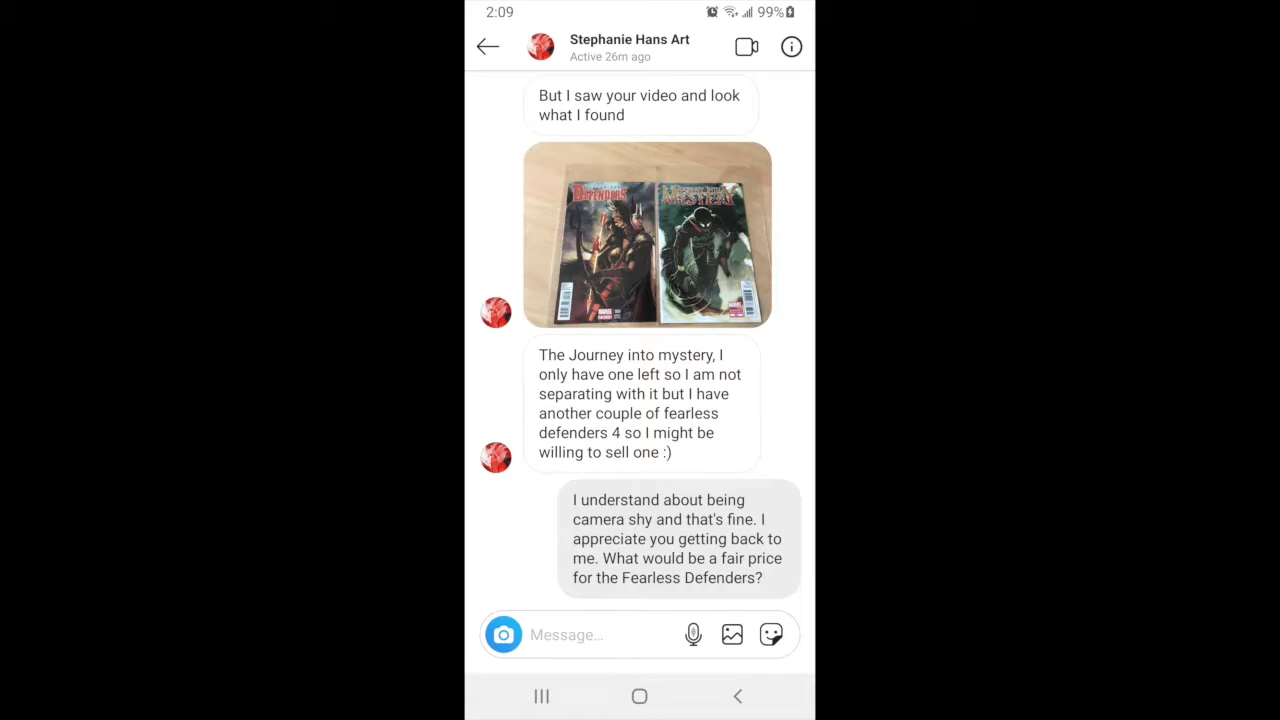 2:09
99%
Stephanie Hans Art
Active 26m ago
But I saw your video and look
what I found
DEFENDERS
MYSTERY
MARVEL
The Journey into mystery, I
only have one left so I am not
separating with it but I have
another couple of fearless
defenders 4 so I might be
willing to sell one :)
I understand about being
camera shy and that's fine. I
appreciate you getting back to
me. What would be a fair price
for the Fearless Defenders?
Message...